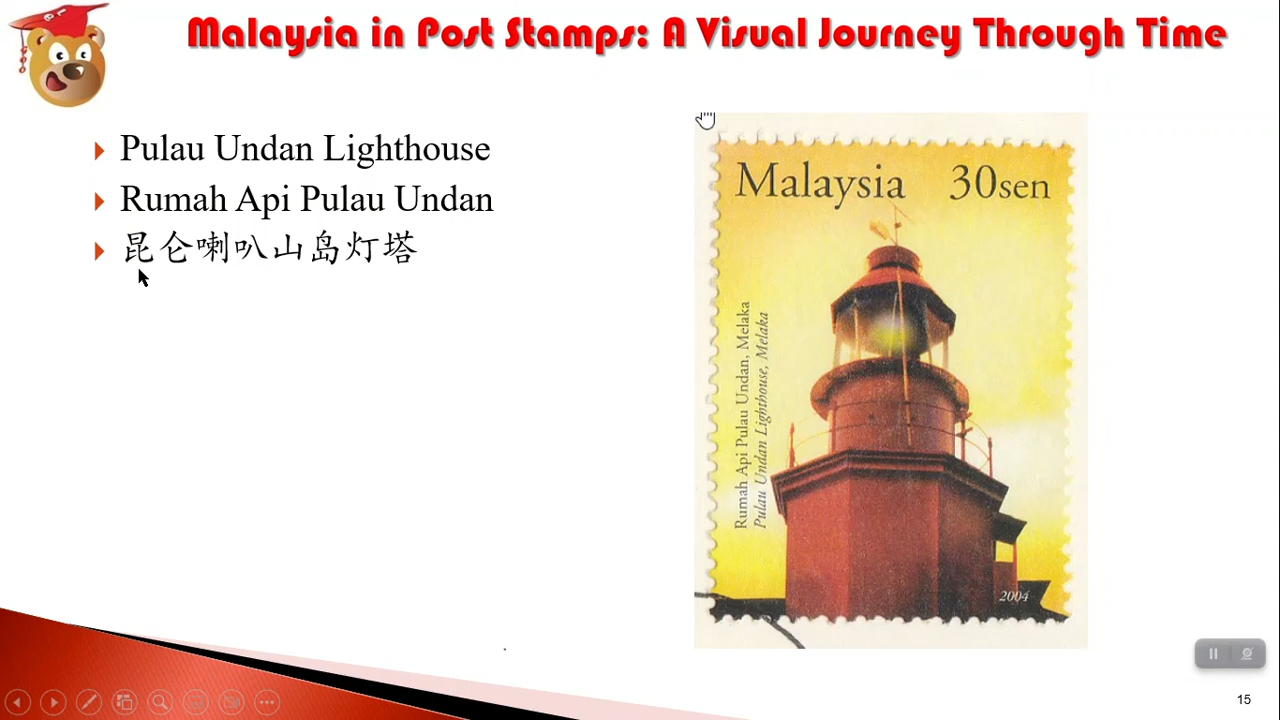 Malaysia in Post Stamps: A Visual Journey Through Time
Pulau Undan Lighthouse
Rumah Api Pulau Undan
昆仑喇叭山岛灯塔
Malaysia 30sen
Rumah Api Pulau Undan, Melaka
Pulau Undan Lighthouse, Melaka
2004
15